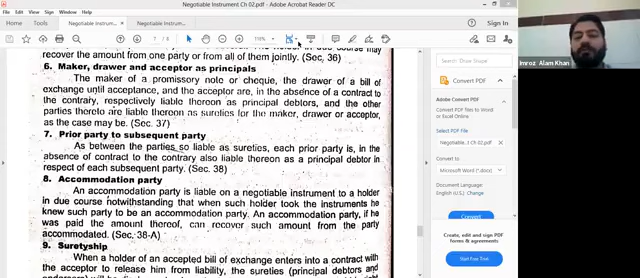 Negotiable Instrument Ch 02.pdf - Adobe Acrobat Reader DC
Home
Tools
Negotiable Instrum...
Negotiable Instrum...
Sign In
7 / 8
116%
recover the amount from one party or from all of them jointly. (Sec, 36)
6. Maker, drawer and acceptor as principals
The maker of a promissory note or cheque, the drawer of a bill of
exchange until acceptance, and the acceptor are, in the absence of a contract to
the contrary, respectively liable thereon as principal debtors, and the other
parties thereto are liable thereon as sureties for the maker, drawer or acceptor,
as the case may be. (Sec. 37)
7. Prior party to subsequent party
As between the parties so liable as sureties, each prior party is, in the
absence of contract to the contrary also liable thereon as a principal debtor in
respect of each subsequent party. (Sec. 38)
8. Accommodation party
An accommodation party is liable on a negotiable instrument to a holder
in due course notwithstanding that when such holder took the instruments he
knew such party to be an accommodation party. An accommodation party, if he
was paid the amount thereof, can recover such amount from the party
accommodated. (Sec. 38-A)
9. Suretyship
When a holder of an accepted bill of exchange enters into a contract with
the acceptor to release him from liability, the sureties (principal debtors and
Convert PDF
Adobe Convert PDF
Convert PDF Files to Word or Excel Online
Select PDF File
Negotiable...t Ch 02.pdf
Convert to
Microsoft Word (*.docx)
Document Language:
English (U.S.) Change
Convert
Create, edit and sign PDF forms & agreements
Start Free Trial
Imroz Alam Khan